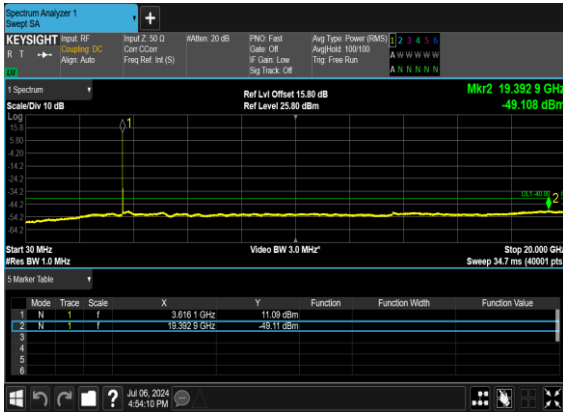 Spectrum Analyzer 1
Swept SA
+
KEYSIGHT Input: RF Input Z: 50 Ω #Atten: 20 dB PNO: Fast Avg Type: Power (RMS) 1 2 3 4 5 6
R T Coupling: DC Corr CCorr Gate: Off Avg|Hold: 100/100 A W W W W W
Align: Auto Freq Ref: Int (S) IF Gain: Low Trig: Free Run
Sig Track: Off A N N N N N
1 Spectrum Ref Lvl Offset 15.80 dB Mkr2 19.392 9 GHz
Scale/Div 10 dB Ref Level 25.80 dBm -49.108 dBm
Log
15.8 1
5.80
-4.20
-14.2
-24.2
-34.2
-44.2 2
-54.2
-64.2
Start 30 MHz Video BW 3.0 MHz* Stop 20.000 GHz
#Res BW 1.0 MHz Sweep 34.7 ms (40001 pts
5 Marker Table
Mode Trace Scale X Y Function Function Width Function Value
1 N 1 f 3.616 1 GHz 11.09 dBm
2 N 1 f 19.392 9 GHz -49.11 dBm
3
4
5
6
? Jul 06, 2024
4:54:10 PM